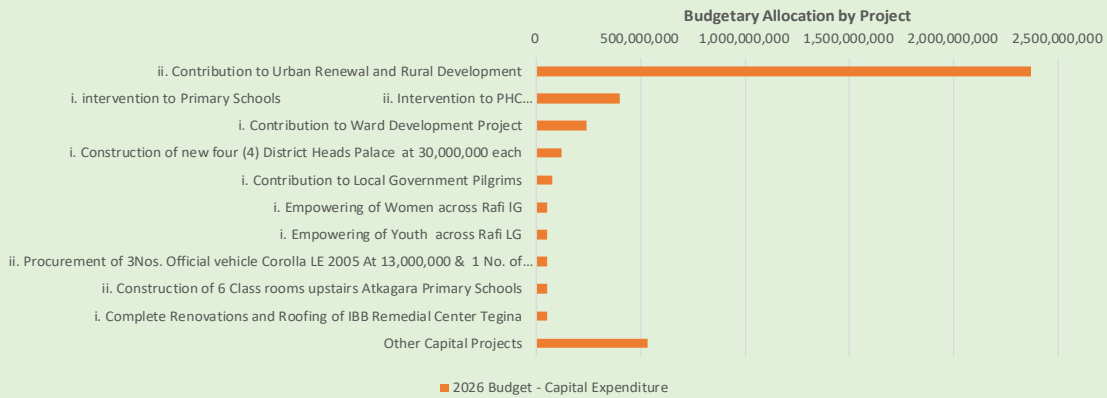 Budgetary Allocation by Project
0 500,000,000 1,000,000,000 1,500,000,000 2,000,000,000 2,500,000,000
ii. Contribution to Urban Renewal and Rural Development
i. intervention to Primary Schools ii. Intervention to PHC...
i. Contribution to Ward Development Project
i. Construction of new four (4) District Heads Palace at 30,000,000 each
i. Contribution to Local Government Pilgrims
i. Empowering of Women across Rafi lG
i. Empowering of Youth across Rafi LG
ii. Procurement of 3Nos. Official vehicle Corolla LE 2005 At 13,000,000 & 1 No. of...
ii. Construction of 6 Class rooms upstairs Atkagara Primary Schools
i. Complete Renovations and Roofing of IBB Remedial Center Tegina
Other Capital Projects
2026 Budget - Capital Expenditure